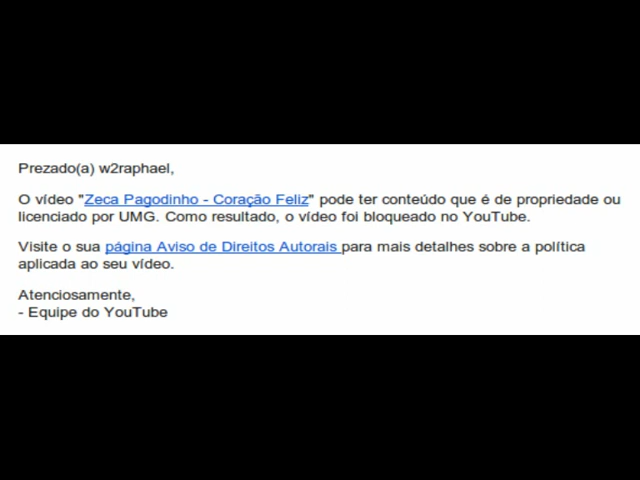 Prezado(a) w2raphael,
O vídeo "Zeca Pagodinho - Coração Feliz" pode ter conteúdo que é de propriedade ou
licenciado por UMG. Como resultado, o vídeo foi bloqueado no YouTube.
Visite o sua página Aviso de Direitos Autorais para mais detalhes sobre a política
aplicada ao seu vídeo.
Atenciosamente,
- Equipe do YouTube